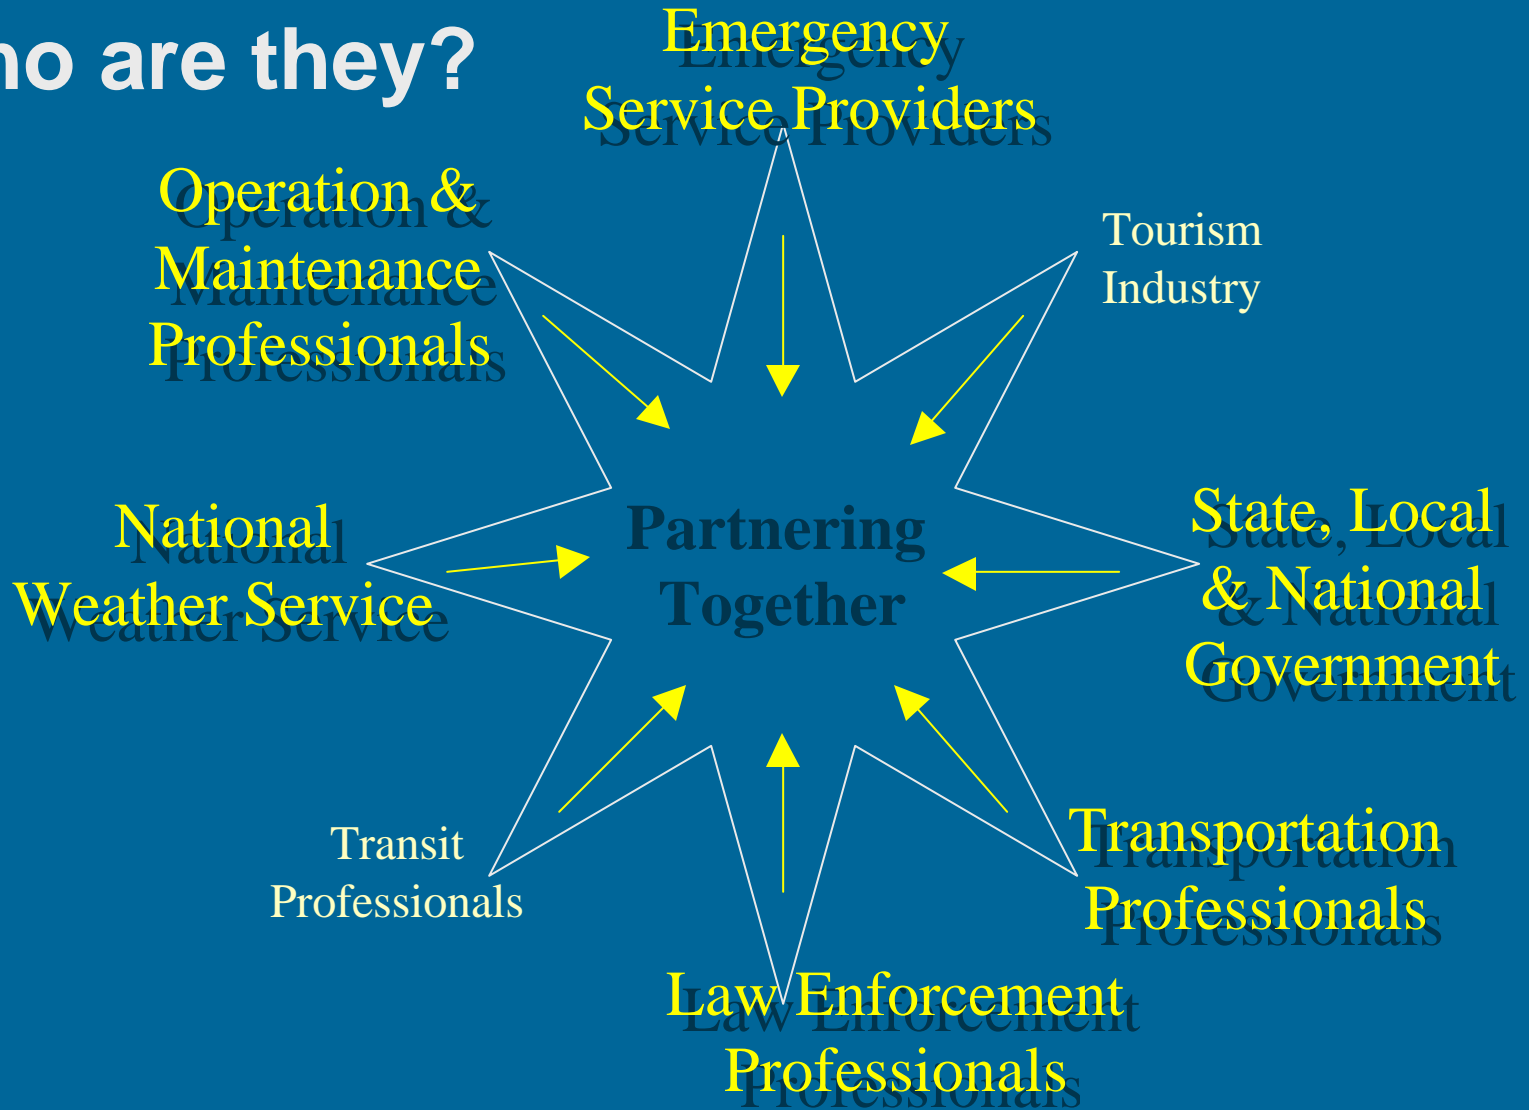 ho are they?
Emergency
Service Providers
Operation &
Maintenance
Professionals
Tourism
Industry
National
Weather Service
Partnering
Together
State, Local
& National
Government
Transit
Professionals
Transportation
Professionals
Law Enforcement
Professionals